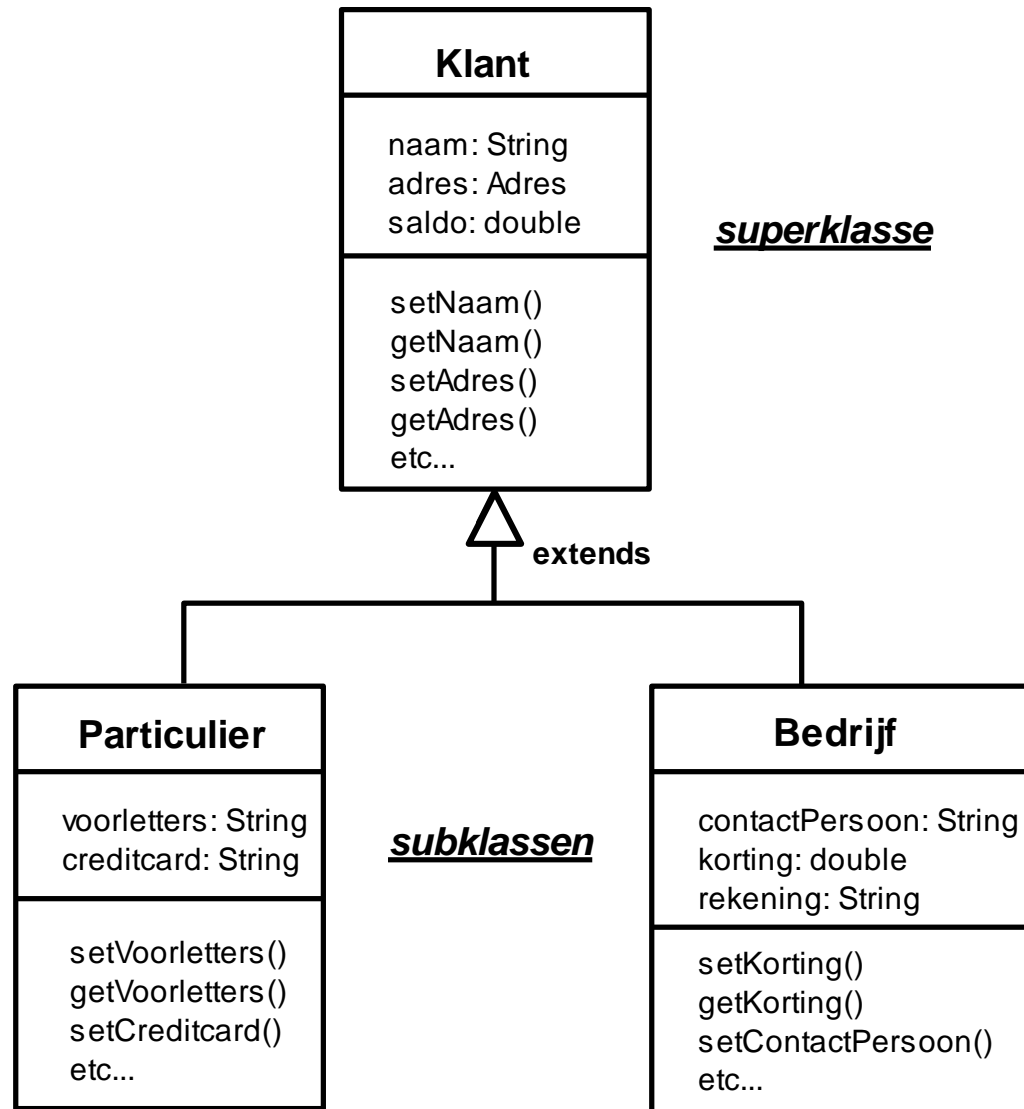 Klant
naam: String
adres: Adres
saldo: double
superklasse
setNaam()
getNaam()
setAdres()
getAdres()
etc...
extends
Particulier
voorletters: String
creditcard: String
setVoorletters()
getVoorletters()
setCreditcard()
etc...
subklassen
Bedrijf
contactPersoon: String
korting: double
rekening: String
setKorting()
getKorting()
setContactPersoon()
etc...